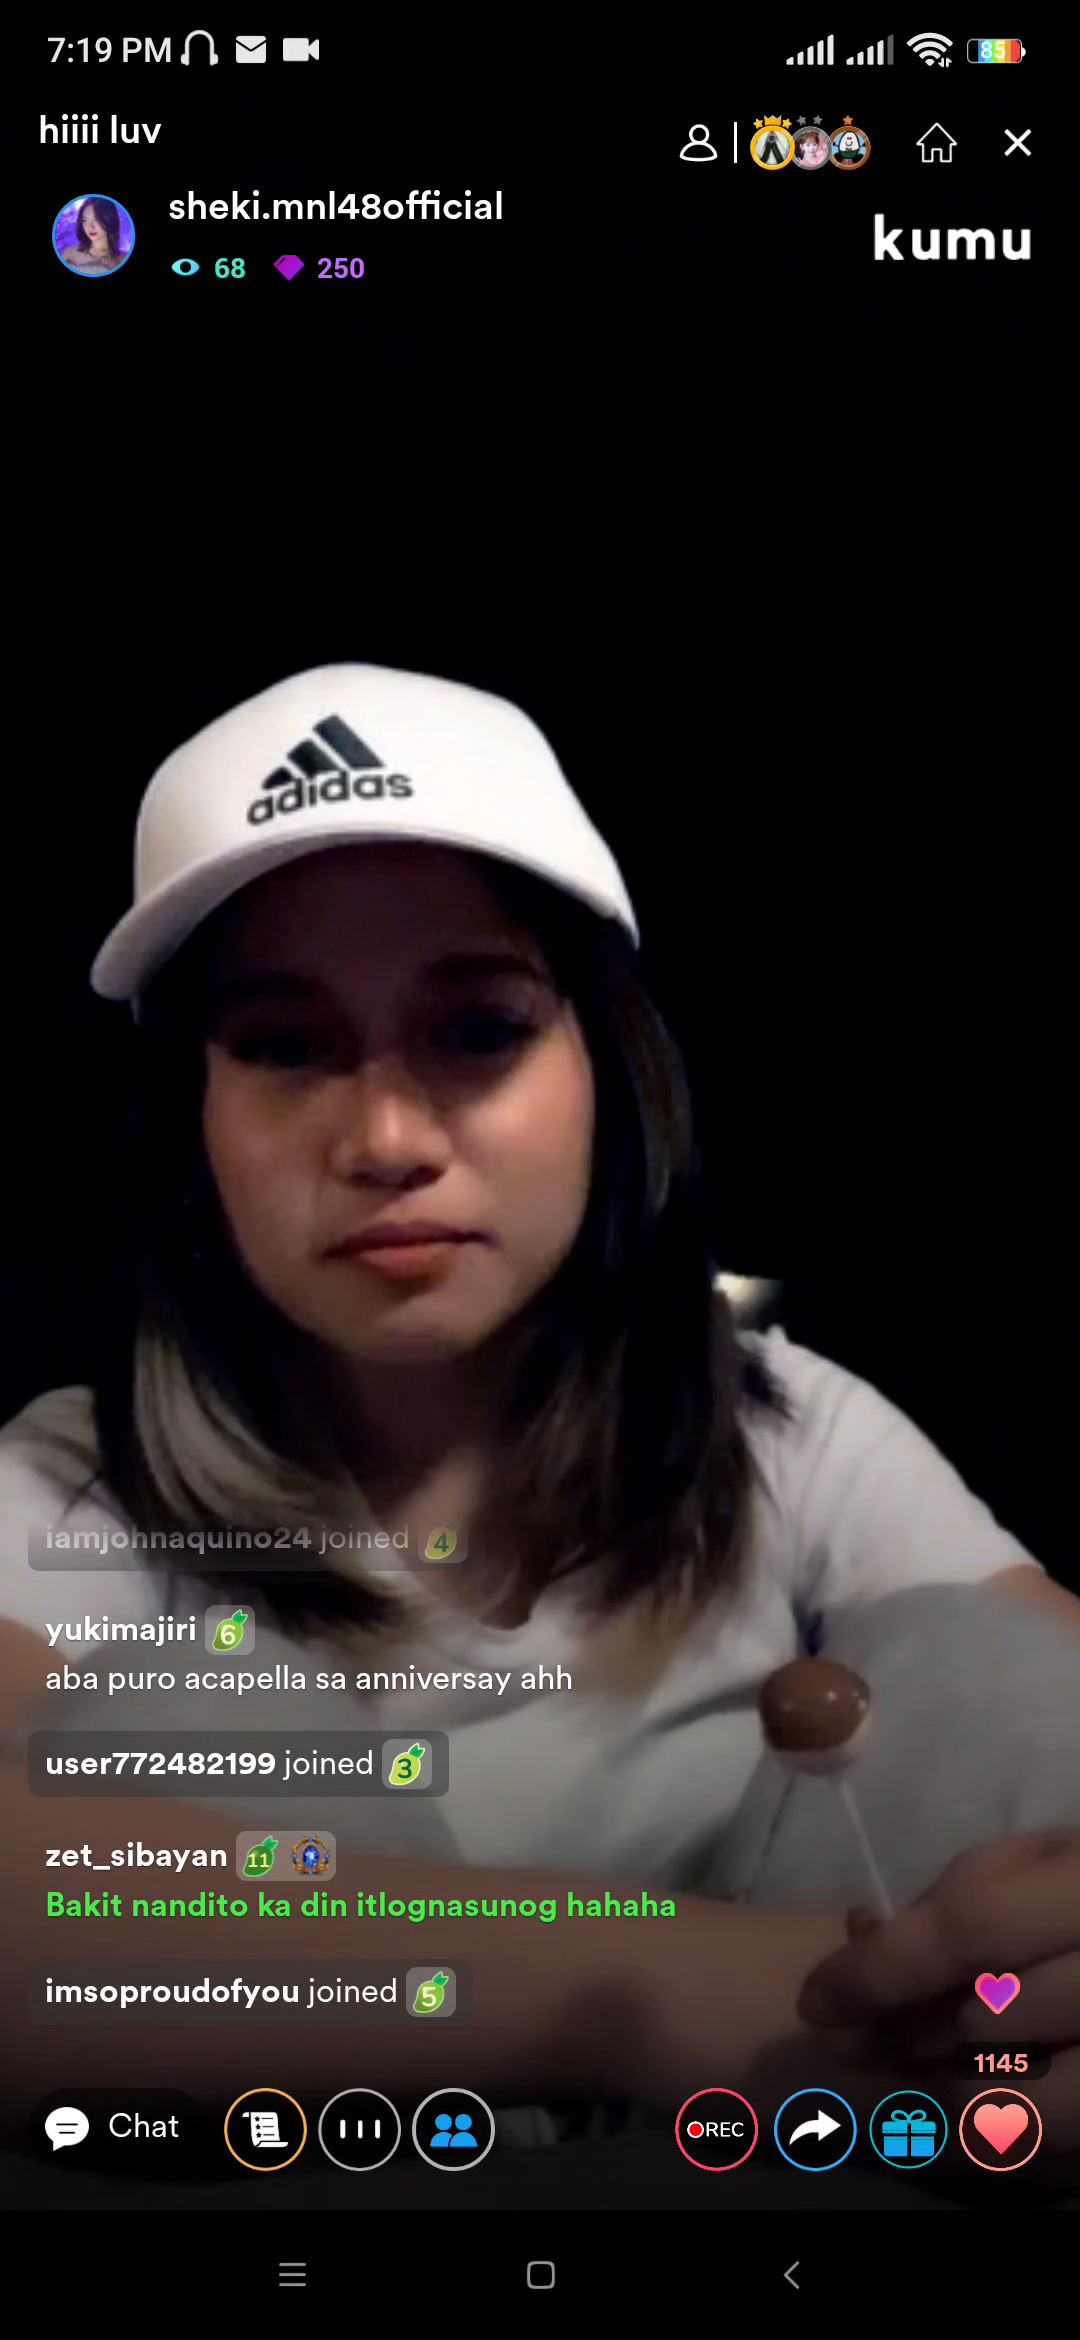 7:19 PM
85
hiiii luv
sheki.mnl48official
68 250
kumu
adidas
iamjohnaquino24 joined 4
yukimajiri 6
aba puro acapella sa anniversay ahh
user772482199 joined 3
zet_sibayan 11
Bakit nandito ka din itlognasunog hahaha
imsoproudofyou joined 5
1145
Chat
REC